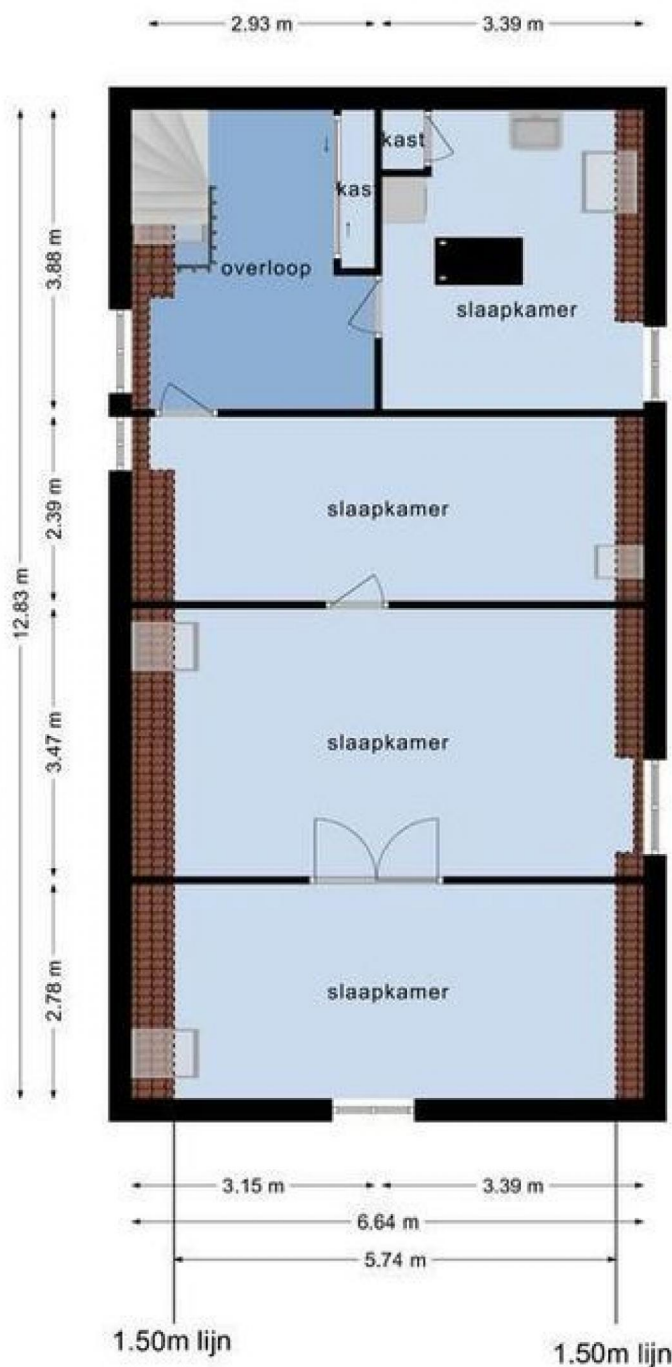 2.93 m
3.39 m
kast
kast
3.88 m
overloop
slaapkamer
2.39 m
slaapkamer
12.83 m
3.47 m
slaapkamer
2.78 m
slaapkamer
3.15 m
3.39 m
6.64 m
5.74 m
1.50m lijn
1.50m lijn